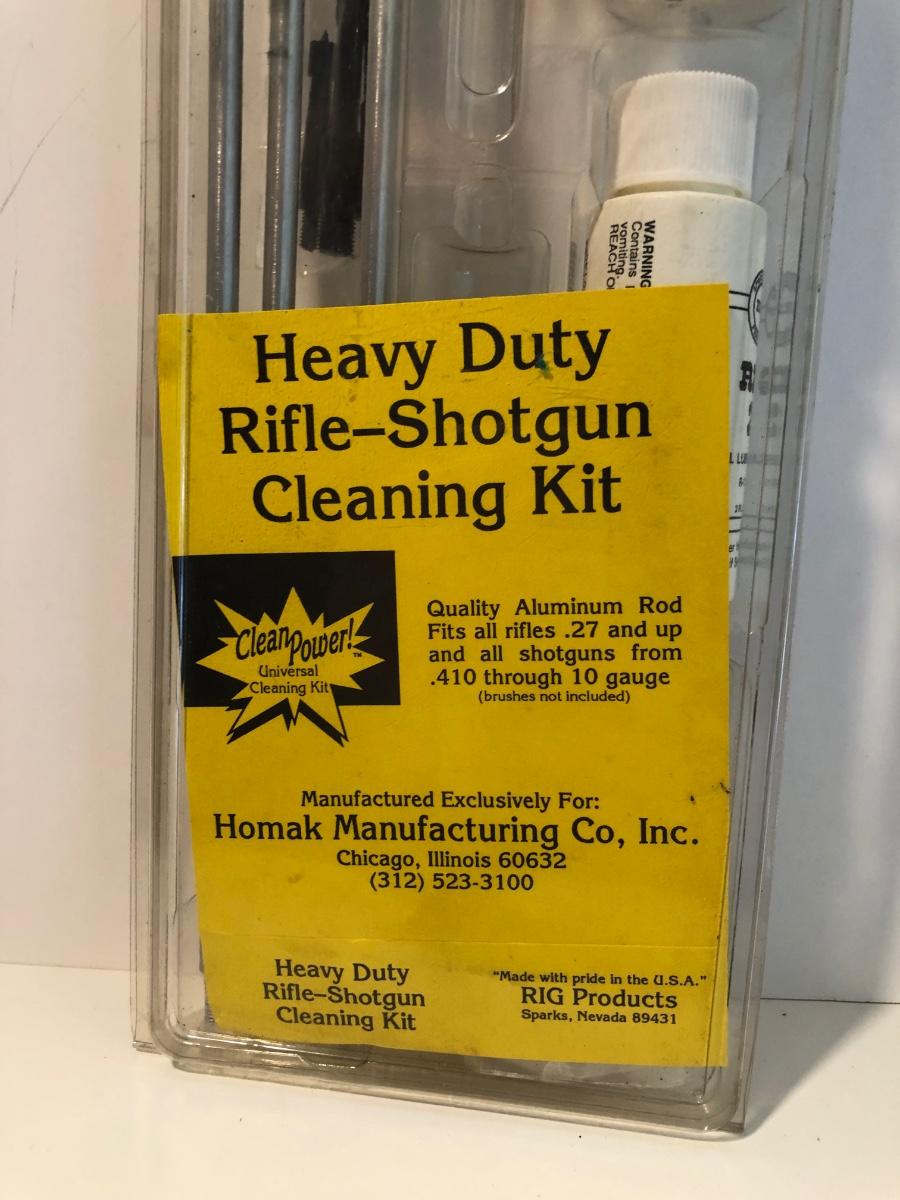 WARNING
Contains
vomiting.
REACH O
Heavy Duty
Rifle–Shotgun
Cleaning Kit
Clean Power!™
Universal
Cleaning Kit
Quality Aluminum Rod
Fits all rifles .27 and up
and all shotguns from
.410 through 10 gauge
(brushes not included)
Manufactured Exclusively For:
Homak Manufacturing Co, Inc.
Chicago, Illinois 60632
(312) 523-3100
Heavy Duty
Rifle–Shotgun
Cleaning Kit
"Made with pride in the U.S.A."
RIG Products
Sparks, Nevada 89431